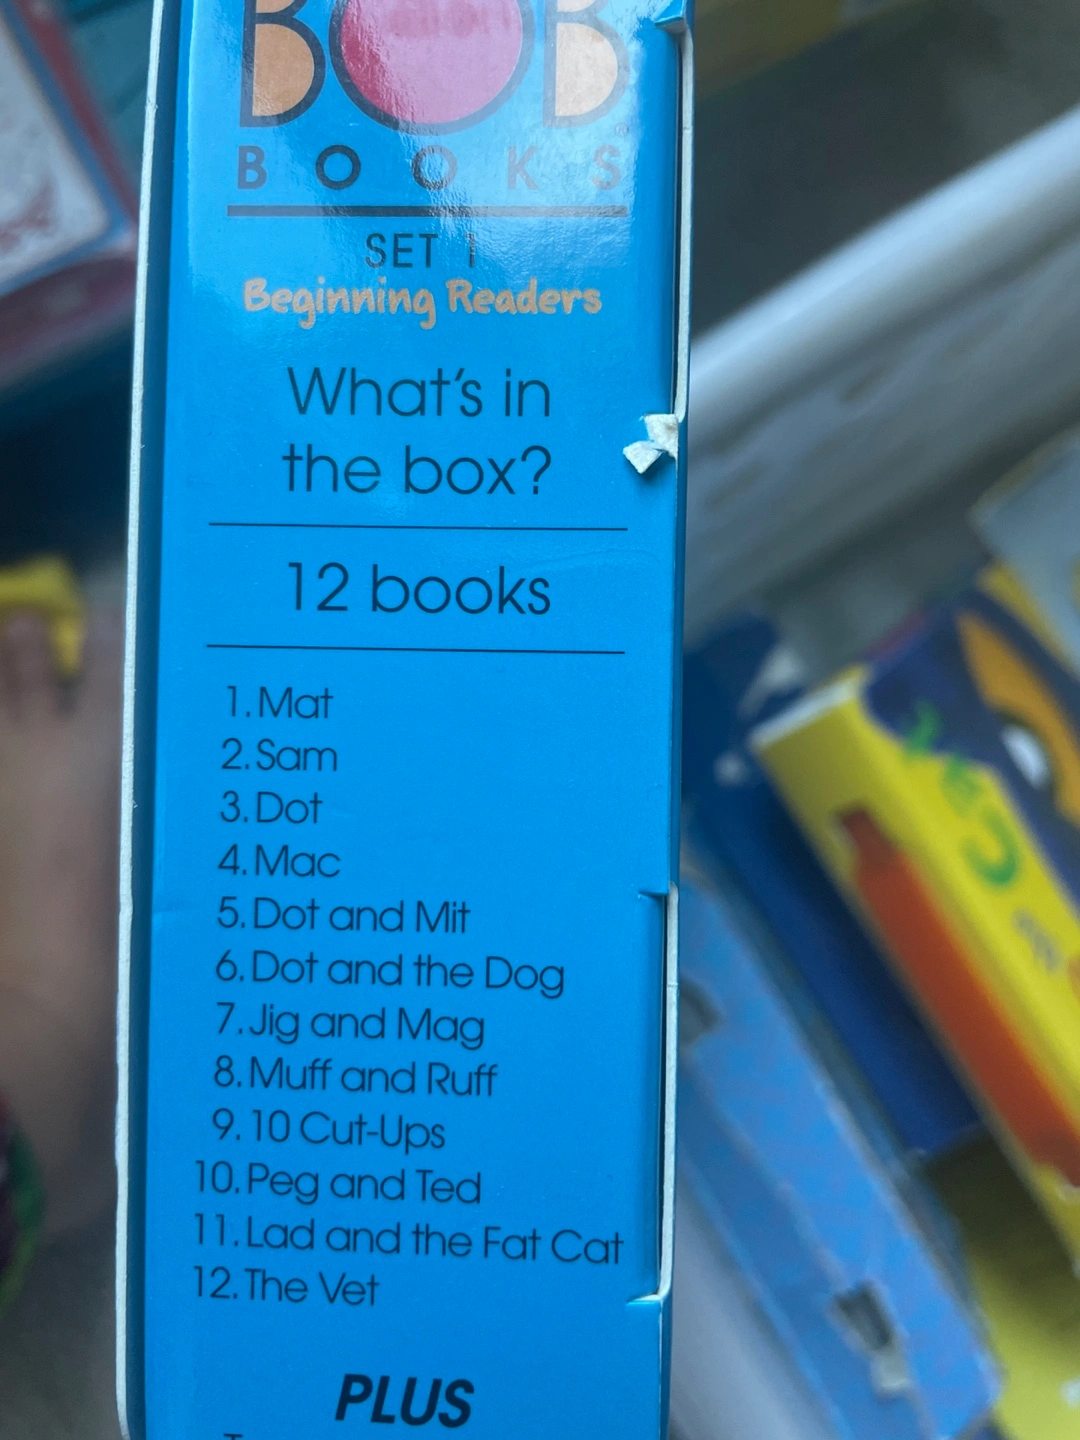 BOB
BOOKS®
SET 1
Beginning Readers
What's in
the box?
12 books
1. Mat
2. Sam
3. Dot
4. Mac
5. Dot and Mit
6. Dot and the Dog
7. Jig and Mag
8. Muff and Ruff
9. 10 Cut-Ups
10. Peg and Ted
11. Lad and the Fat Cat
12. The Vet
PLUS